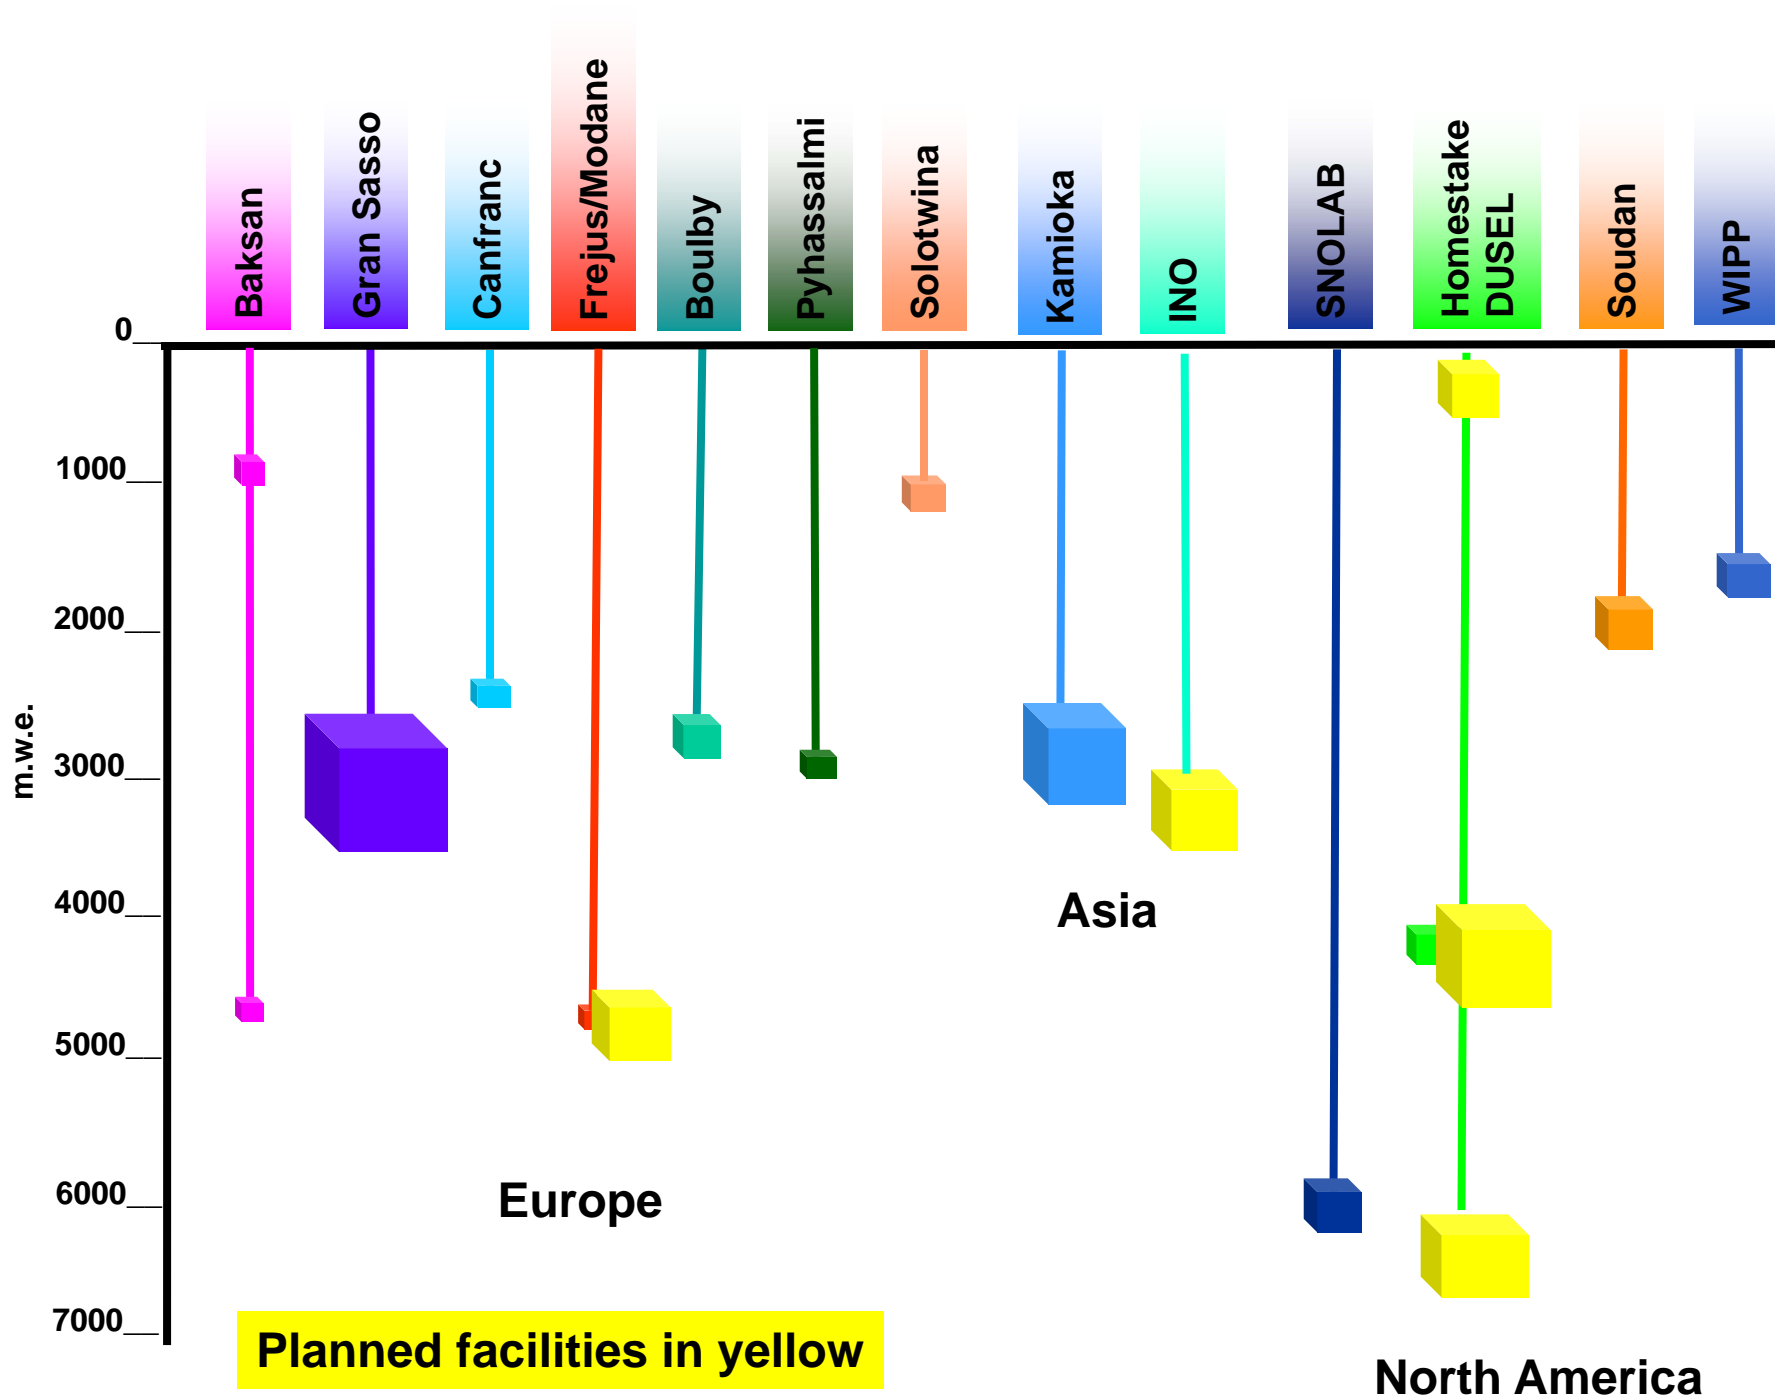 Baksan
Gran Sasso
Canfranc
Frejus/Modane
Boulby
Pyhassalmi
Solotwina
Kamioka
INO
SNOLAB
Homestake
DUSEL
Soudan
WIPP
0
1000
2000
3000
4000
5000
6000
7000
m.w.e.
Asia
Europe
Planned facilities in yellow
North America